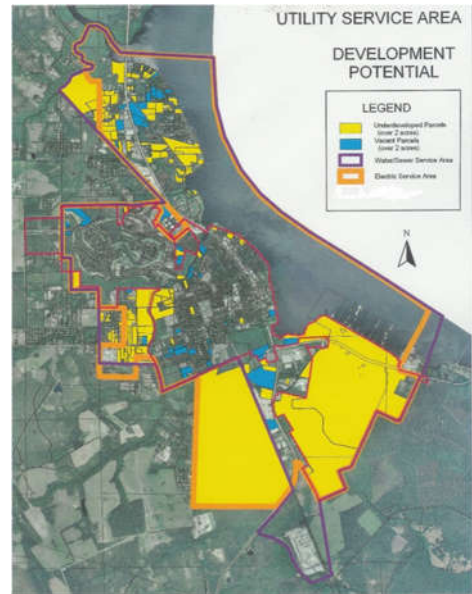 UTILITY SERVICE AREA
DEVELOPMENT
POTENTIAL
LEGEND
Underdeveloped Parcels
(over 2 acres)
Vacant Parcels
(over 2 acres)
Water/Sewer Service Area
Electric Service Area